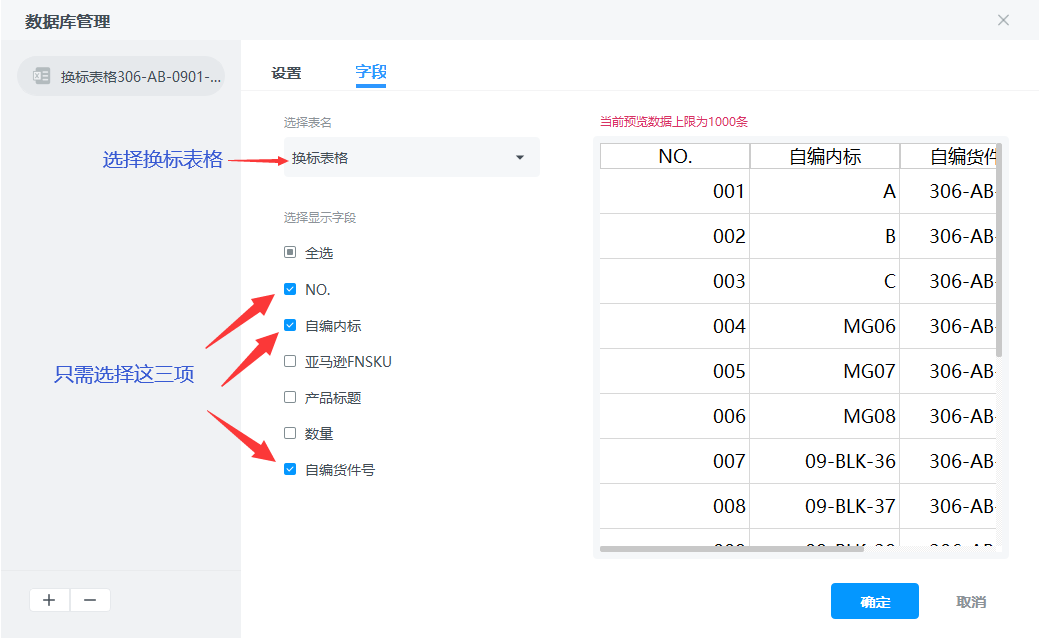 数据库管理
换标表格306-AB-0901-...
设置
字段
选择表名
换标表格
选择换标表格
选择显示字段
全选
NO.
自编内标
亚马逊FNSKU
产品标题
数量
自编货件号
只需选择这三项
当前预览数据上限为1000条
NO. 自编内标 自编货件
001 A 306-AB-
002 B 306-AB-
003 C 306-AB-
004 MG06 306-AB-
005 MG07 306-AB-
006 MG08 306-AB-
007 09-BLK-36 306-AB-
008 09-BLK-37 306-AB-
确定
取消